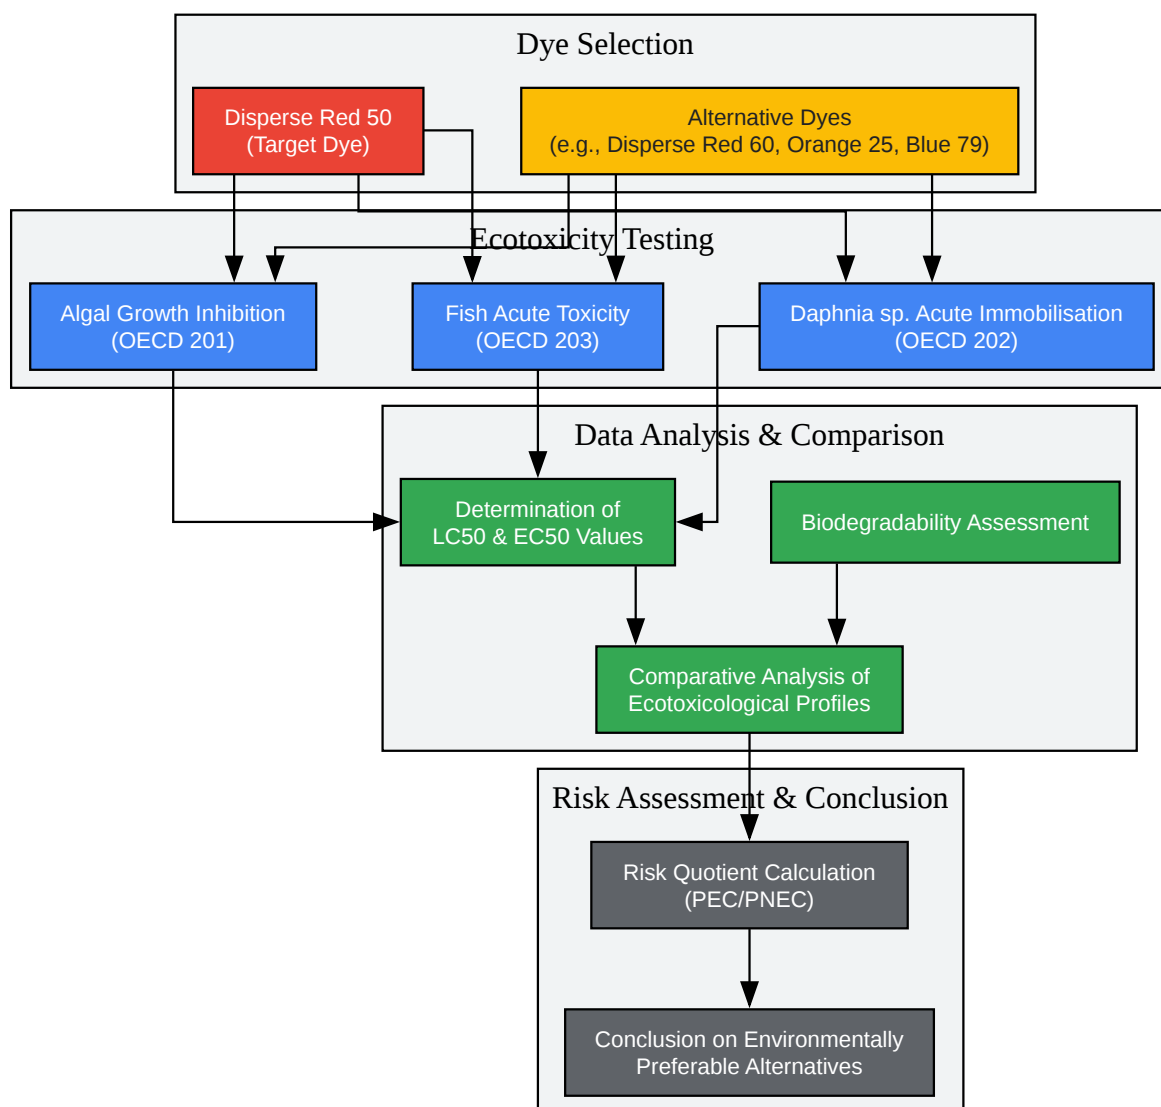 Dye Selection
Disperse Red 50
(Target Dye)
Alternative Dyes
(e.g., Disperse Red 60, Orange 25, Blue 79)
Ecotoxicity Testing
Algal Growth Inhibition
(OECD 201)
Fish Acute Toxicity
(OECD 203)
Daphnia sp. Acute Immobilisation
(OECD 202)
Data Analysis & Comparison
Determination of
LC50 & EC50 Values
Biodegradability Assessment
Comparative Analysis of
Ecotoxicological Profiles
Risk Assessment & Conclusion
Risk Quotient Calculation
(PEC/PNEC)
Conclusion on Environmentally
Preferable Alternatives